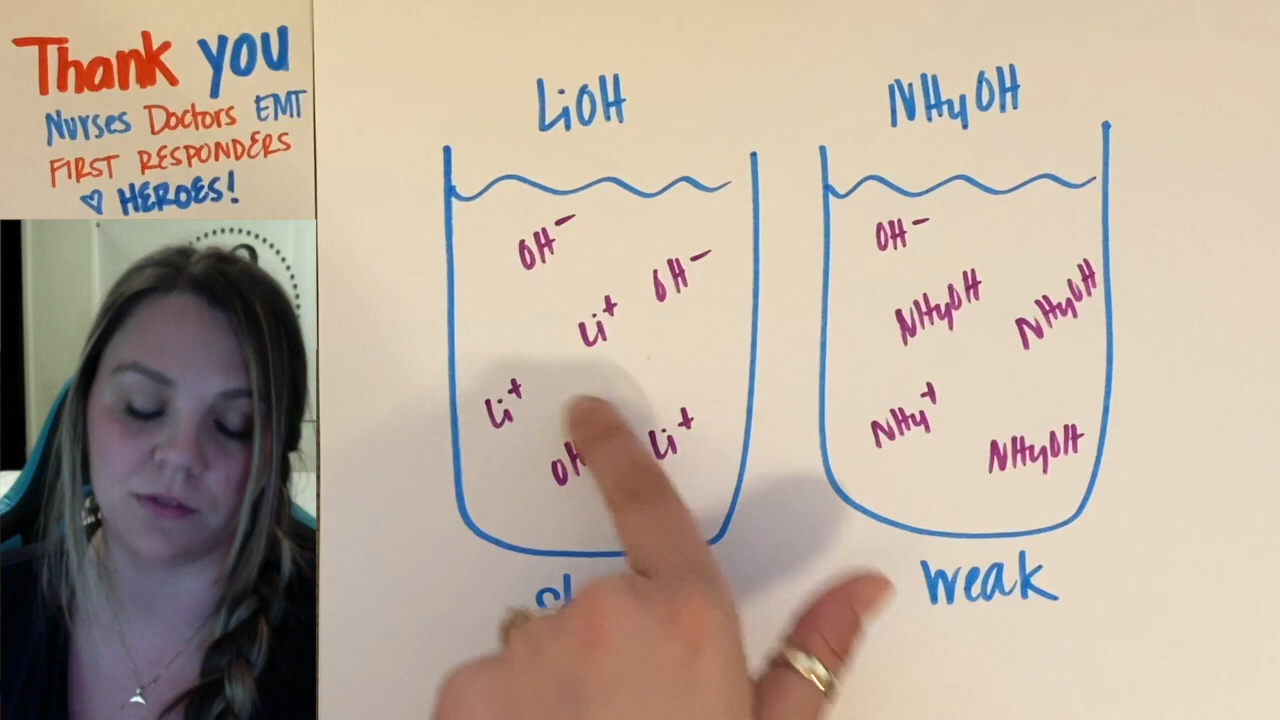 Thank you
Nurses Doctors EMT
FIRST RESPONDERS
♡ HEROES!
LiOH
OH⁻
OH⁻
Li⁺
Li⁺
Li⁺
OH
NH4OH
OH⁻
NH4OH
NH4OH
NH4⁺
NH4OH
weak